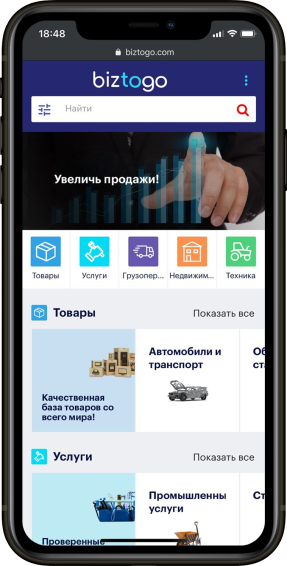 18:48
biztogo.com
biztogo
Найти
Увеличь продажи!
Товары
Услуги
Грузопер...
Недвижим...
Техника
Товары
Показать все
Качественная
база товаров со
всего мира!
Автомобили и
транспорт
Об
ста
Услуги
Показать все
Проверенные
Промышленны
услуги
Ст